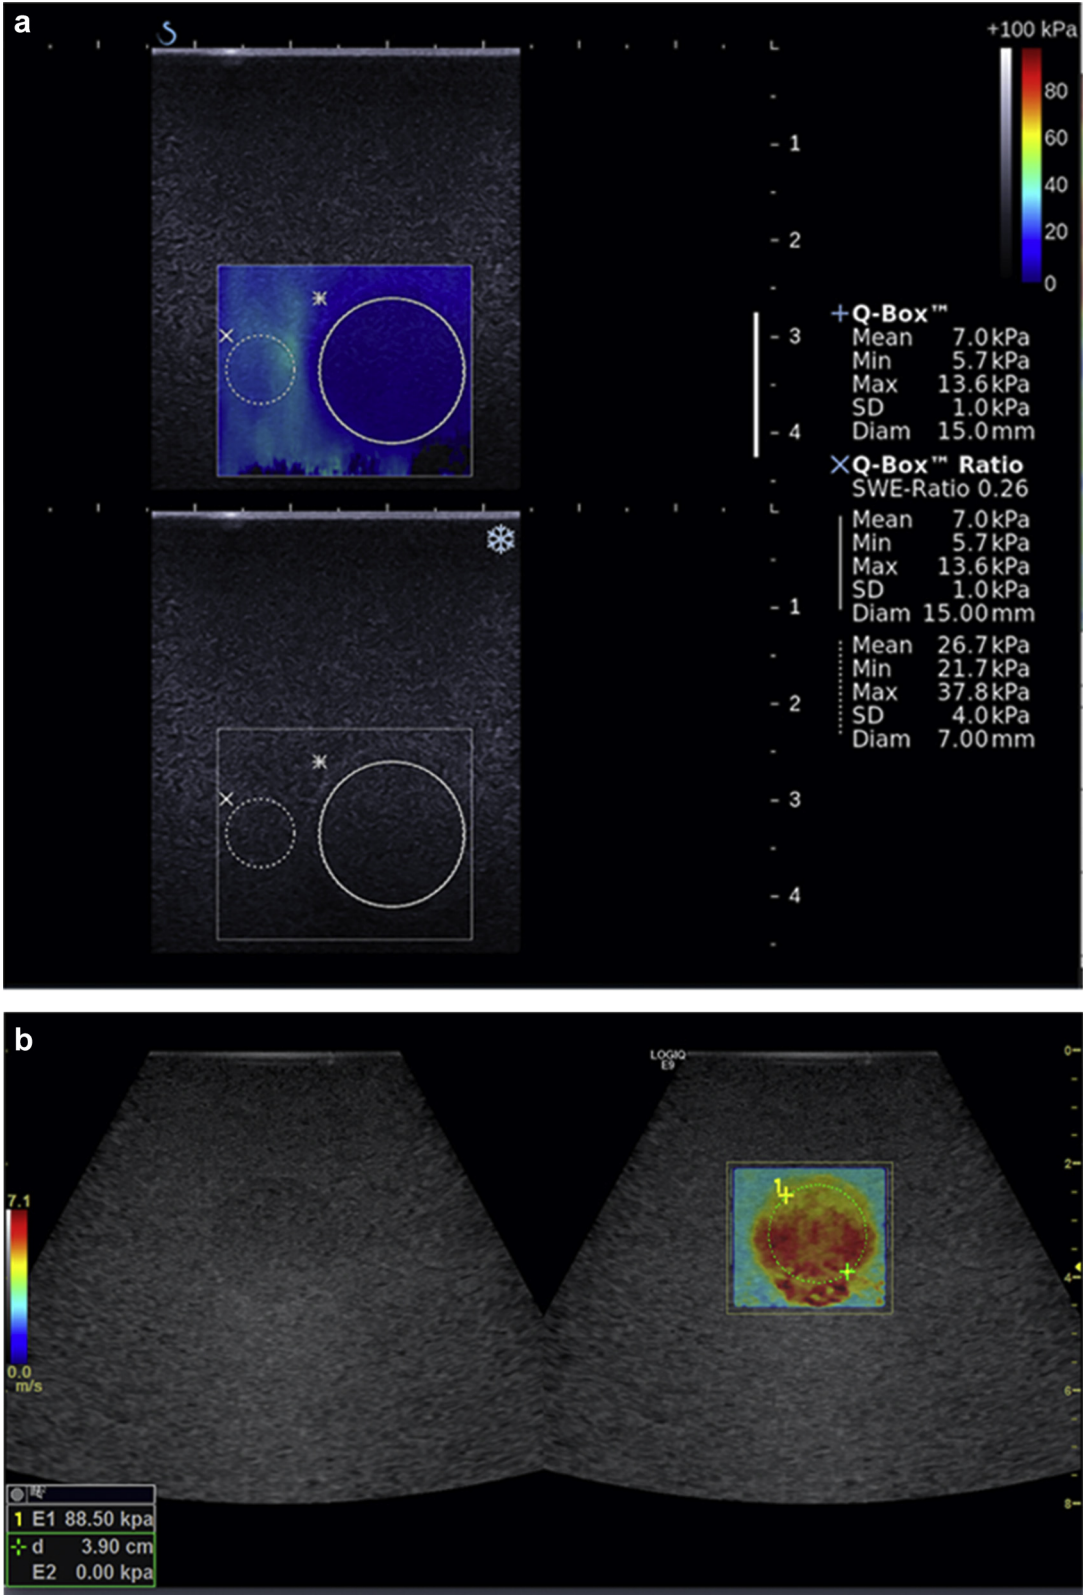 a
+100 kPa
80
60
40
20
0
1
2
3
4
+Q-Box™
Mean 7.0kPa
Min 5.7kPa
Max 13.6kPa
SD 1.0kPa
Diam 15.0mm
×Q-Box™ Ratio
SWE-Ratio 0.26
Mean 7.0kPa
Min 5.7kPa
Max 13.6kPa
SD 1.0kPa
Diam 15.00mm
Mean 26.7kPa
Min 21.7kPa
Max 37.8kPa
SD 4.0kPa
Diam 7.00mm
1
2
3
4
b
LOGIQ
E9
0
2
4
6
8
1
7.1
0.0
m/s
1 E1 88.50 kpa
d 3.90 cm
E2 0.00 kpa